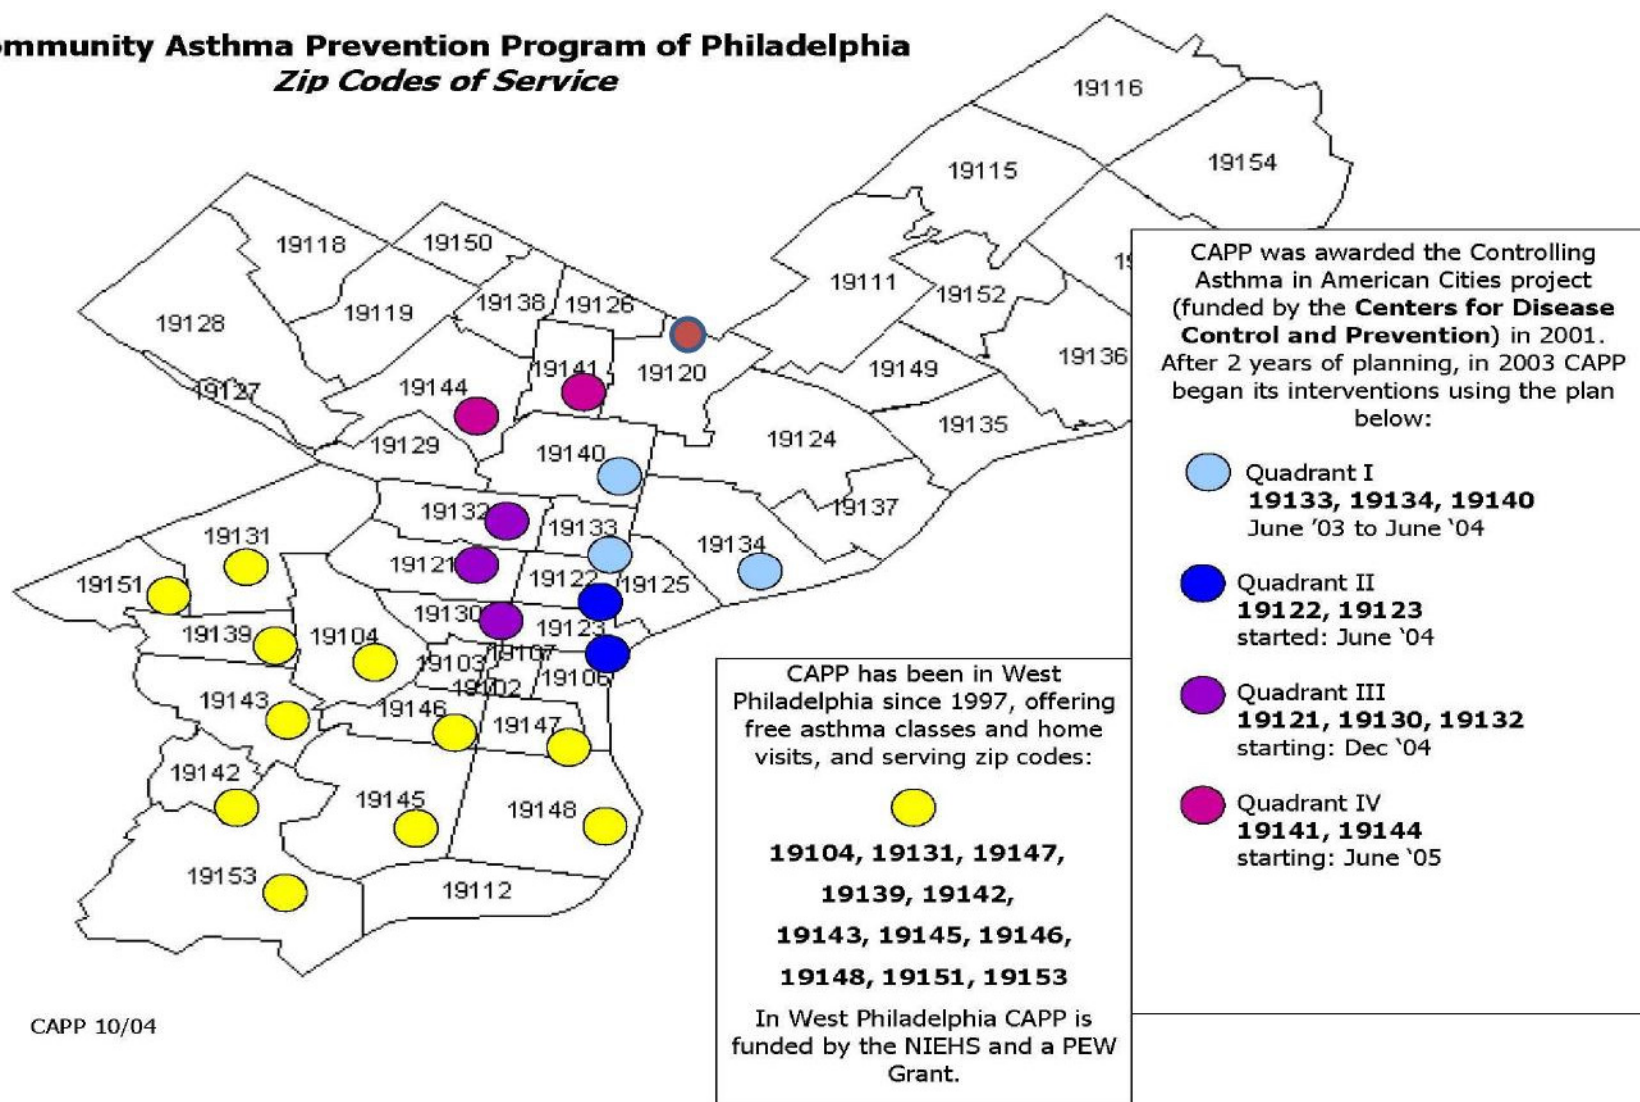 ommunity Asthma Prevention Program of Philadelphia
Zip Codes of Service
19116
19154
19115
19118
19150
19111
19152
19138
19126
19119
19128
19136
19141
19120
19149
19144
19127
19135
19124
19129
19140
19137
19132
19133
19131
19134
19121
19122
19125
19151
19130
19123
19139
19104
19107
19103
19106
19102
19143
19146
19147
19142
19145
19148
19153
19112
CAPP 10/04
CAPP has been in West
Philadelphia since 1997, offering
free asthma classes and home
visits, and serving zip codes:
19104, 19131, 19147,
19139, 19142,
19143, 19145, 19146,
19148, 19151, 19153
In West Philadelphia CAPP is
funded by the NIEHS and a PEW
Grant.
CAPP was awarded the Controlling
Asthma in American Cities project
(funded by the Centers for Disease
Control and Prevention) in 2001.
After 2 years of planning, in 2003 CAPP
began its interventions using the plan
below:
Quadrant I
19133, 19134, 19140
June ’03 to June ‘04
Quadrant II
19122, 19123
started: June ‘04
Quadrant III
19121, 19130, 19132
starting: Dec ‘04
Quadrant IV
19141, 19144
starting: June ‘05